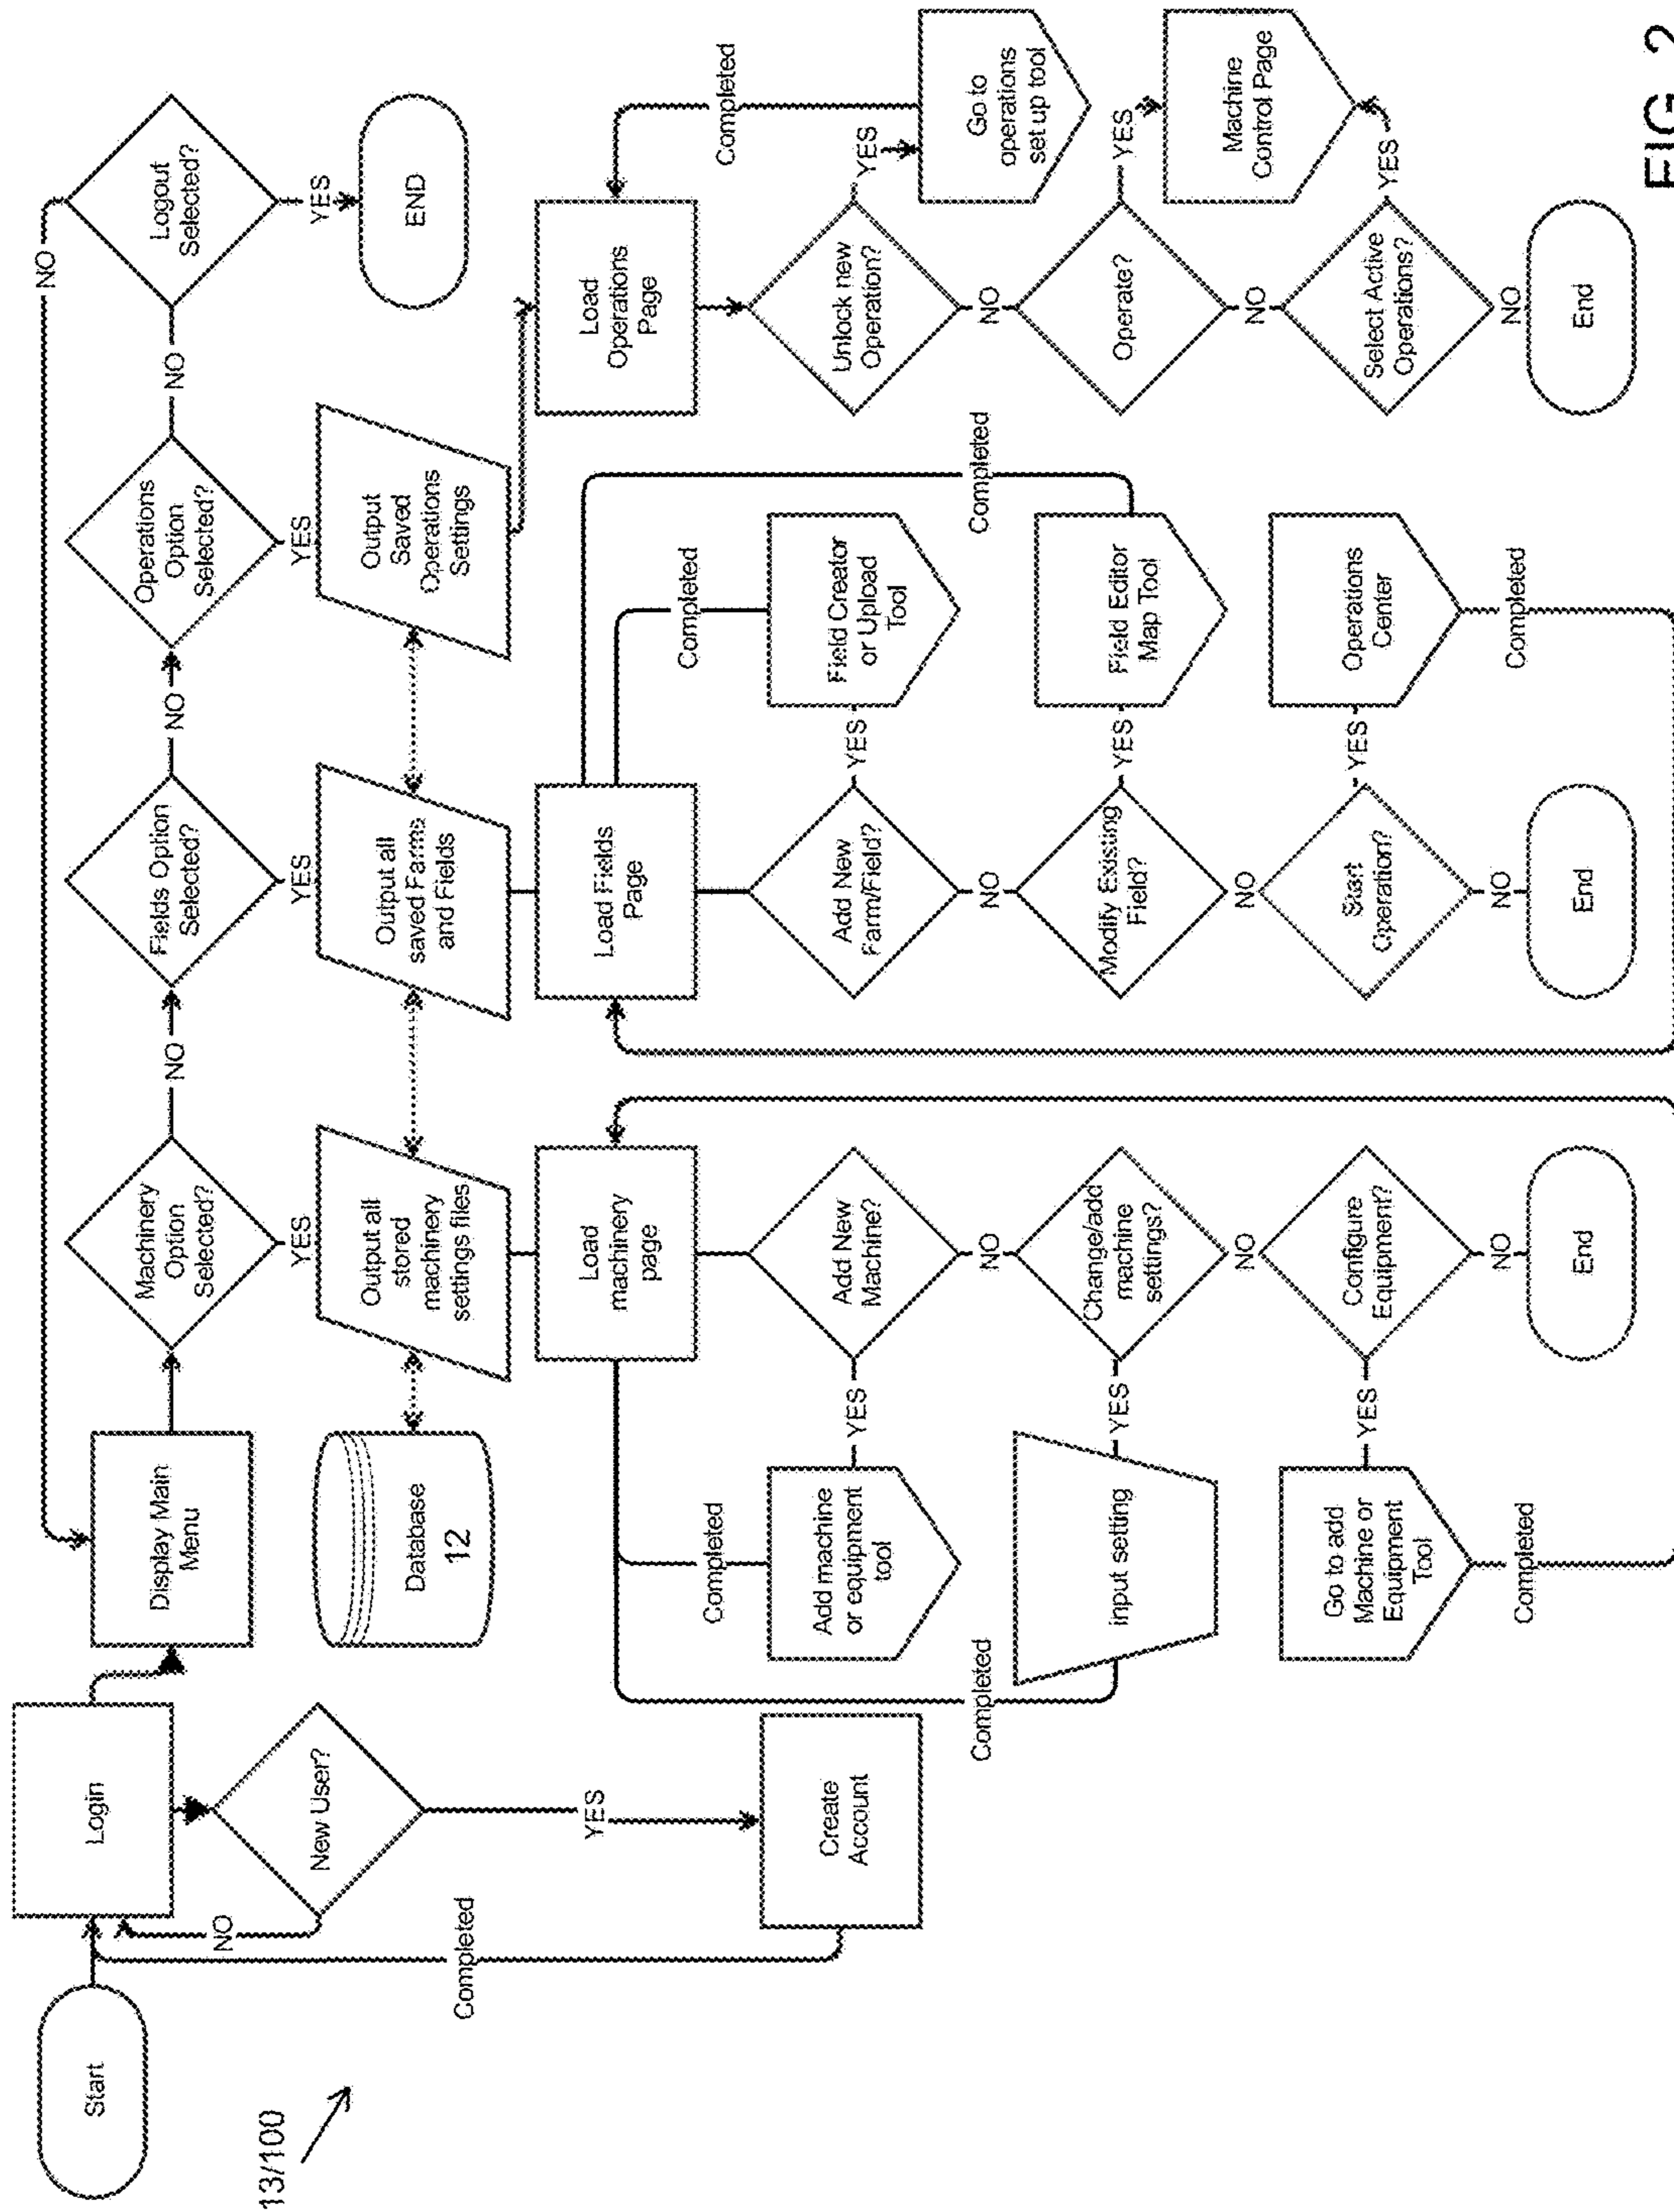 Start
Login
New User?
NO
YES
Create
Account
Completed
13/100
Display Main
Menu
Database
12
NO
Machinery
Option
Selected?
NO
Fields Option
Selected?
NO
Operations
Option
Selected?
NO
Logout
Selected?
YES
END
YES
Output all
stored
machinery
settings files
YES
Output all
saved Farms
and Fields
YES
Output
Saved
Operations
Settings
Load
machinery
page
Add New
Machine?
YES
Add machine
or equipment
tool
Completed
NO
Change/add
machine
settings?
YES
input setting
Completed
NO
Configure
Equipment?
YES
Go to add
Machine or
Equipment
Tool
Completed
NO
End
Load Fields
Page
Add New
Farm/Field?
YES
Field Creator
or Upload
Tool
Completed
NO
Modify Existing
Field?
YES
Field Editor
Map Tool
Completed
NO
Start
Operation?
YES
Operations
Center
Completed
NO
End
Load
Operations
Page
Unlock new
Operation?
YES
Go to
operations
set up tool
Completed
NO
Operate?
YES
Machine
Control Page
NO
Select Active
Operations?
YES
NO
End
FIG. 2